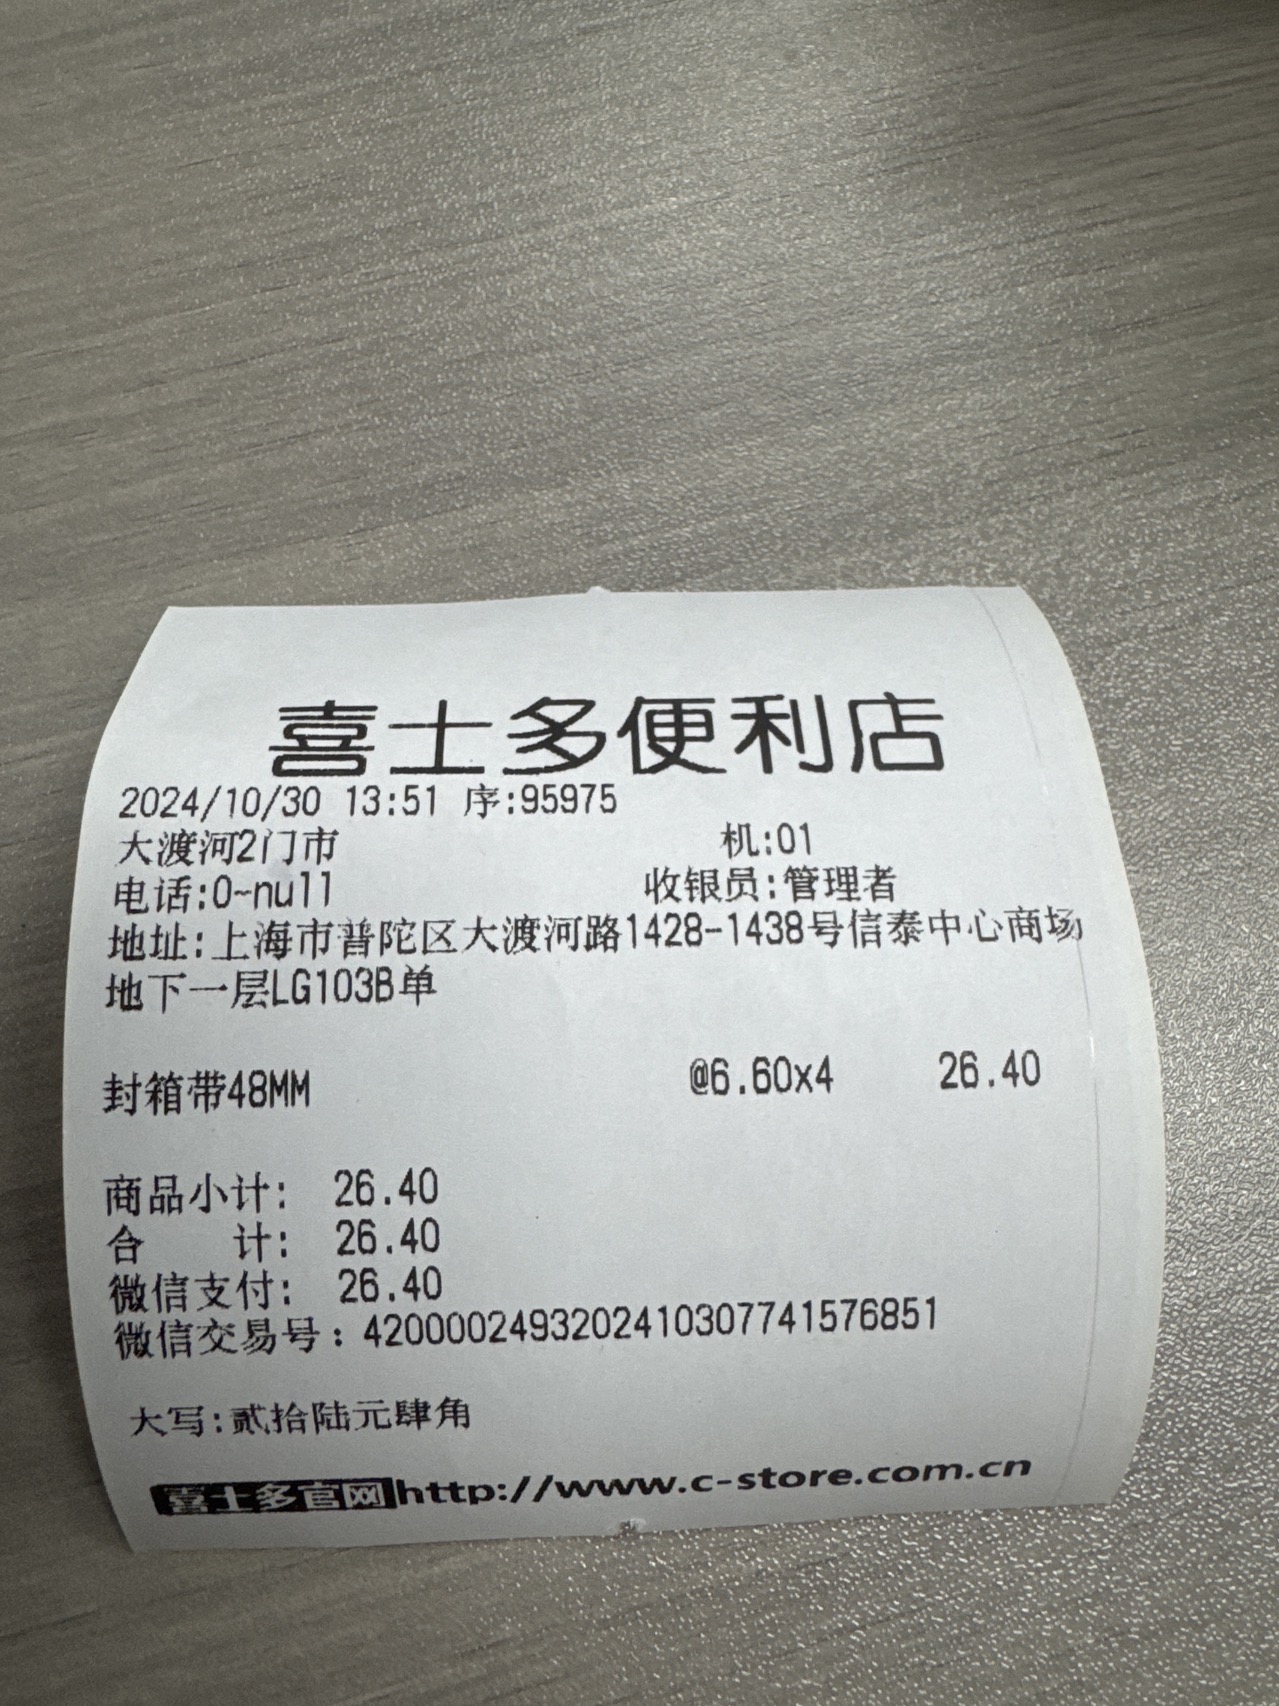 喜士多便利店
2024/10/30 13:51 序:95975
大渡河2门市 机:01
电话:0~null 收银员:管理者
地址:上海市普陀区大渡河路1428-1438号信泰中心商场
地下一层LG103B单
封箱带48MM @6.60x4 26.40
商品小计: 26.40
合 计: 26.40
微信支付: 26.40
微信交易号:4200002493202410307741576851
大写:贰拾陆元肆角
喜士多官网http://www.c-store.com.cn